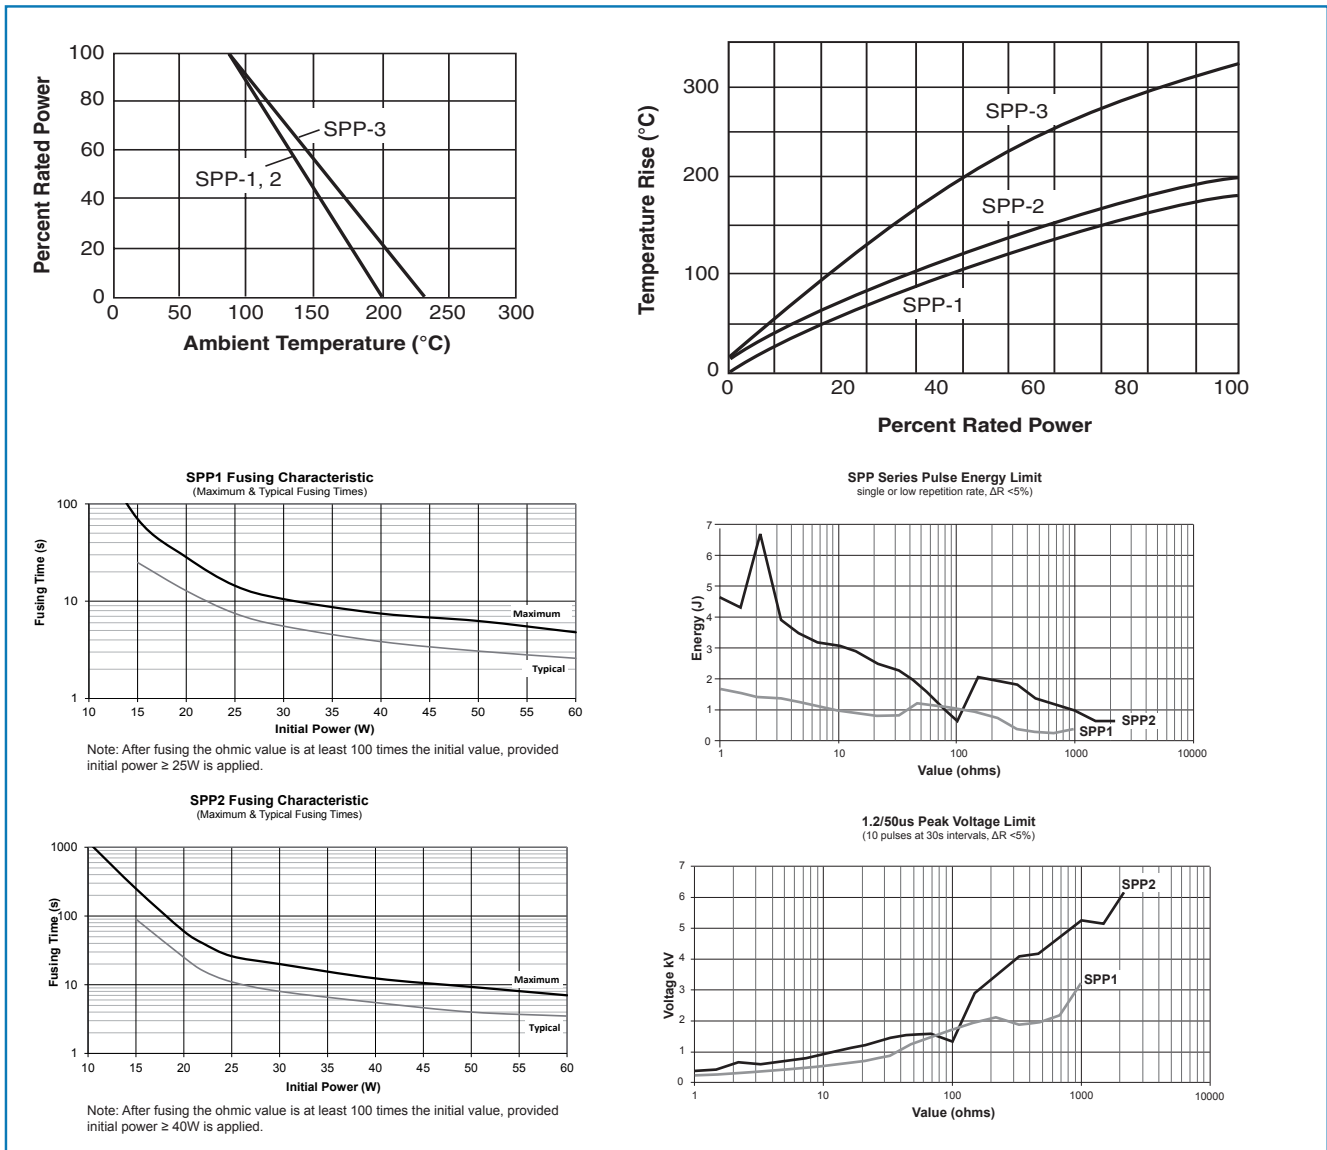 100
80
60
40
20
0
Percent Rated Power
SPP-3
SPP-1, 2
0 50 100 150 200 250 300
Ambient Temperature (°C)
300
200
100
0
Temperature Rise (°C)
SPP-3
SPP-2
SPP-1
0 20 40 60 80 100
Percent Rated Power
SPP1 Fusing Characteristic
(Maximum & Typical Fusing Times)
100
10
1
Fusing Time (s)
Maximum
Typical
10 15 20 25 30 35 40 45 50 55 60
Initial Power (W)
Note: After fusing the ohmic value is at least 100 times the initial value, provided
initial power ≥ 25W is applied.
SPP Series Pulse Energy Limit
single or low repetition rate, ΔR <5%)
7
6
5
4
3
2
1
0
Energy (J)
SPP2
SPP1
1 10 100 1000 10000
Value (ohms)
SPP2 Fusing Characteristic
(Maximum & Typical Fusing Times)
1000
100
10
1
Fusing Time (s)
Maximum
Typical
10 15 20 25 30 35 40 45 50 55 60
Initial Power (W)
Note: After fusing the ohmic value is at least 100 times the initial value, provided
initial power ≥ 40W is applied.
1.2/50us Peak Voltage Limit
(10 pulses at 30s intervals, ΔR <5%)
7
6
5
4
3
2
1
0
Voltage kV
SPP2
SPP1
1 10 100 1000 10000
Value (ohms)